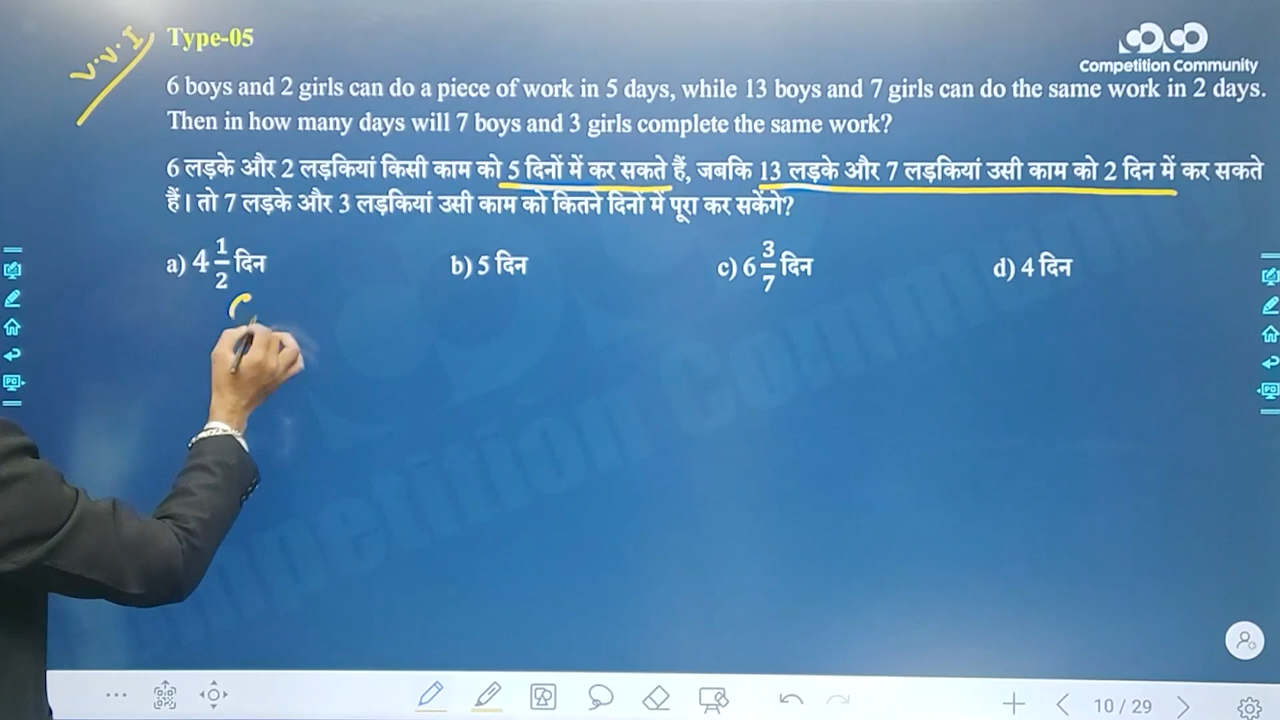 V.V.I
Type-05
Competition Community
6 boys and 2 girls can do a piece of work in 5 days, while 13 boys and 7 girls can do the same work in 2 days.
Then in how many days will 7 boys and 3 girls complete the same work?
6 लड़के और 2 लड़कियां किसी काम को 5 दिनों में कर सकते हैं, जबकि 13 लड़के और 7 लड़कियां उसी काम को 2 दिन में कर सकते
हैं। तो 7 लड़के और 3 लड़कियां उसी काम को कितने दिनों में पूरा कर सकेंगे?
a) 4 1/2 दिन b) 5 दिन c) 6 3/7 दिन d) 4 दिन
10 / 29